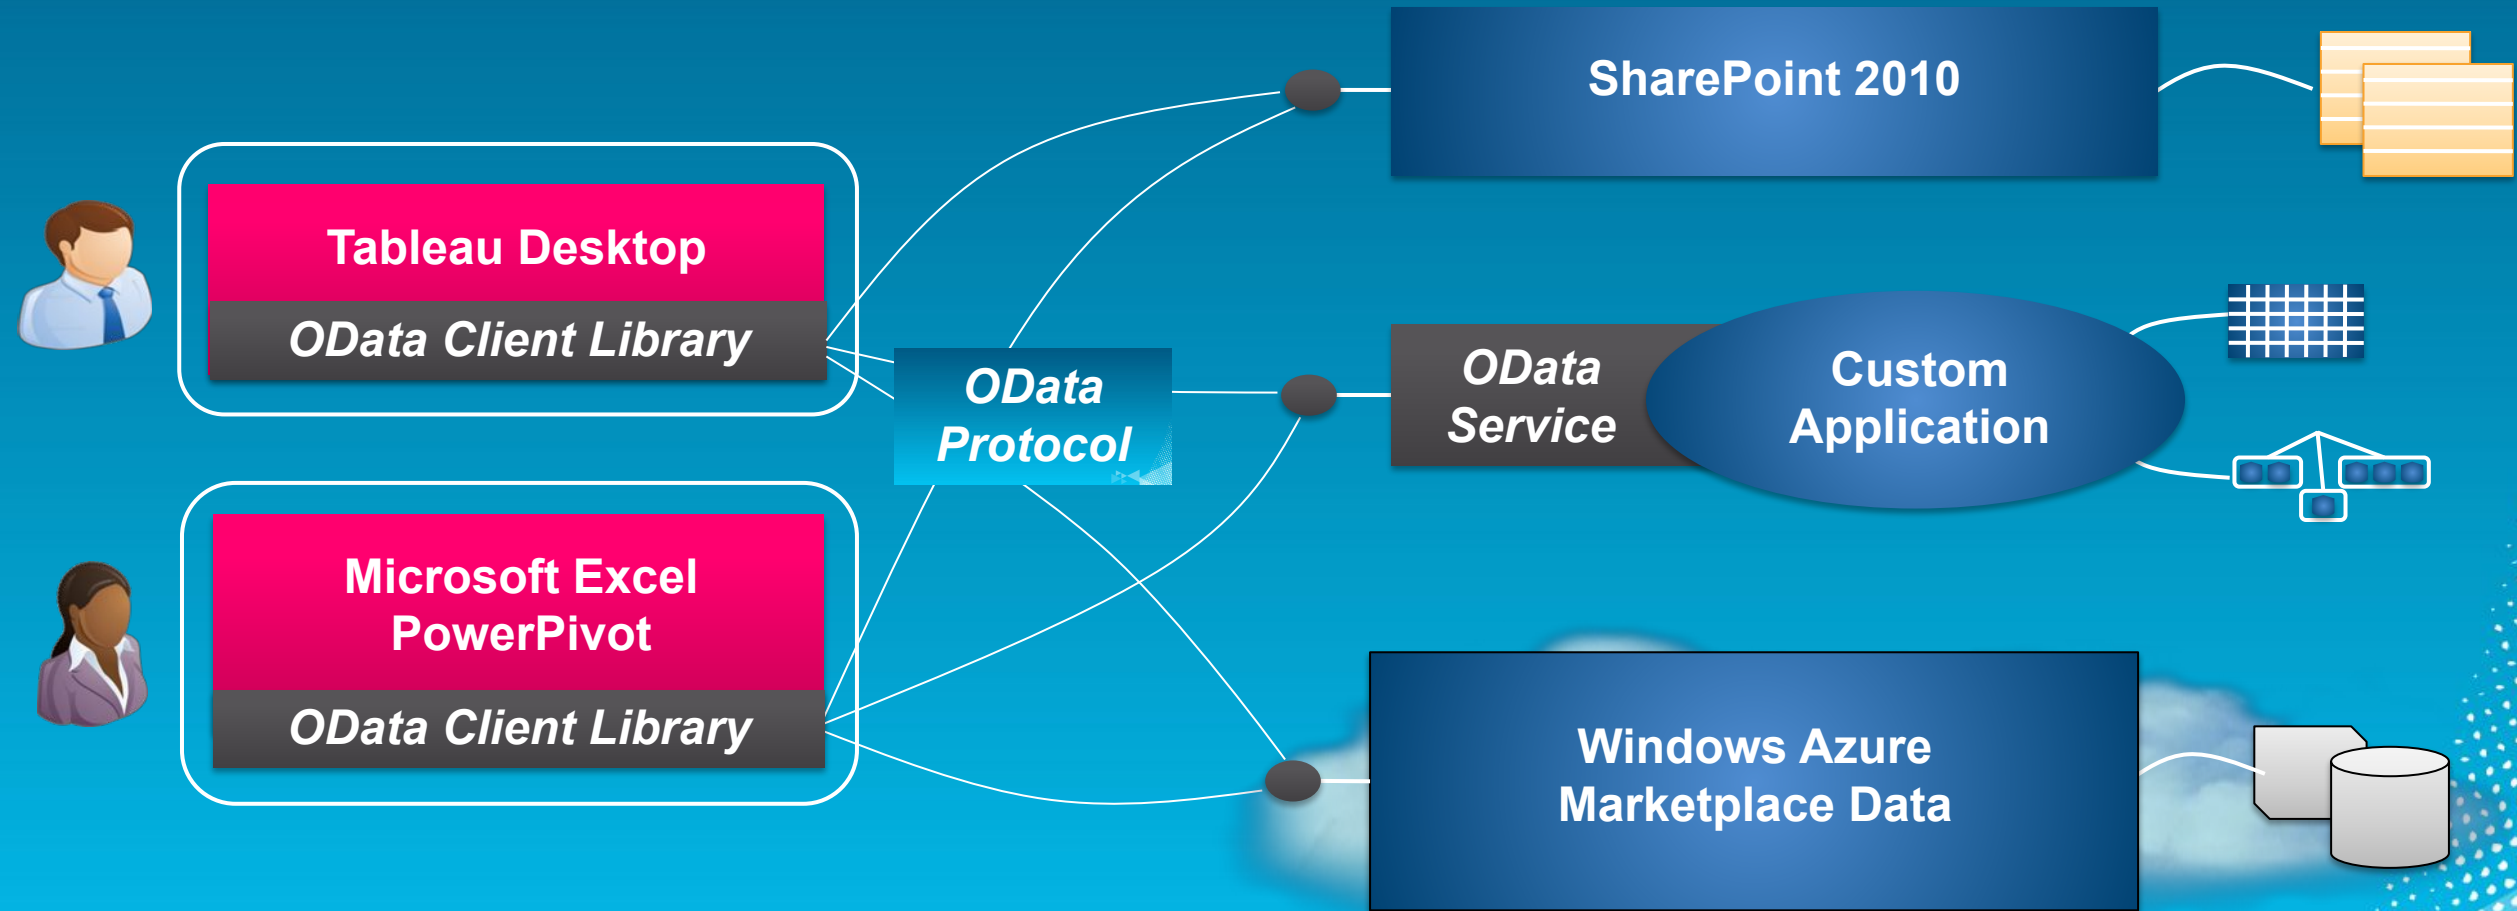 SharePoint 2010
Tableau Desktop
OData Client Library
OData
Protocol
OData
Service
Custom
Application
Microsoft Excel
PowerPivot
OData Client Library
Windows Azure
Marketplace Data